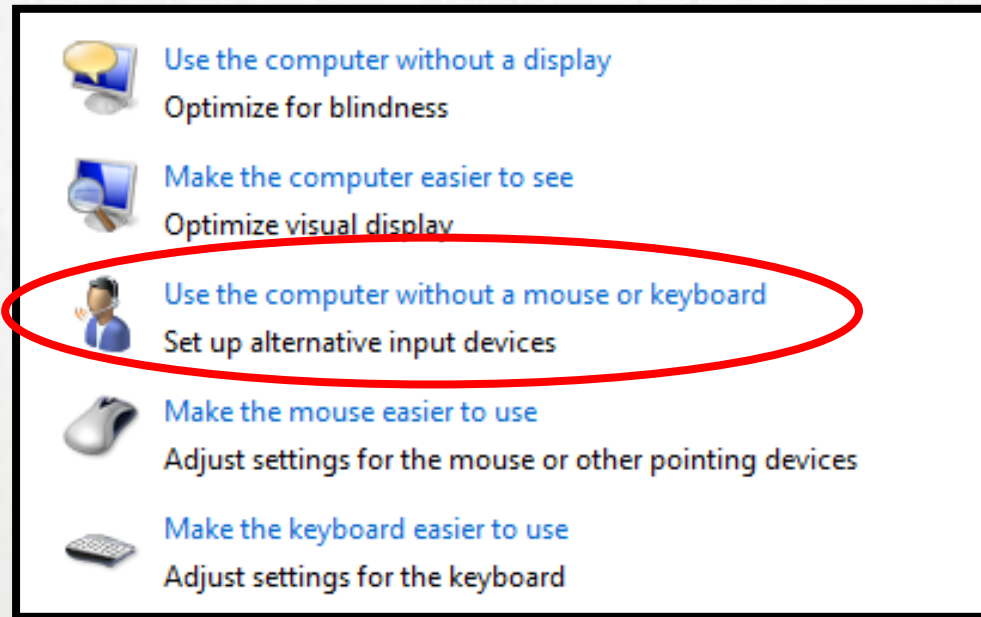 Use the computer without a display
Optimize for blindness
Make the computer easier to see
Optimize visual display
Use the computer without a mouse or keyboard
Set up alternative input devices
Make the mouse easier to use
Adjust settings for the mouse or other pointing devices
Make the keyboard easier to use
Adjust settings for the keyboard